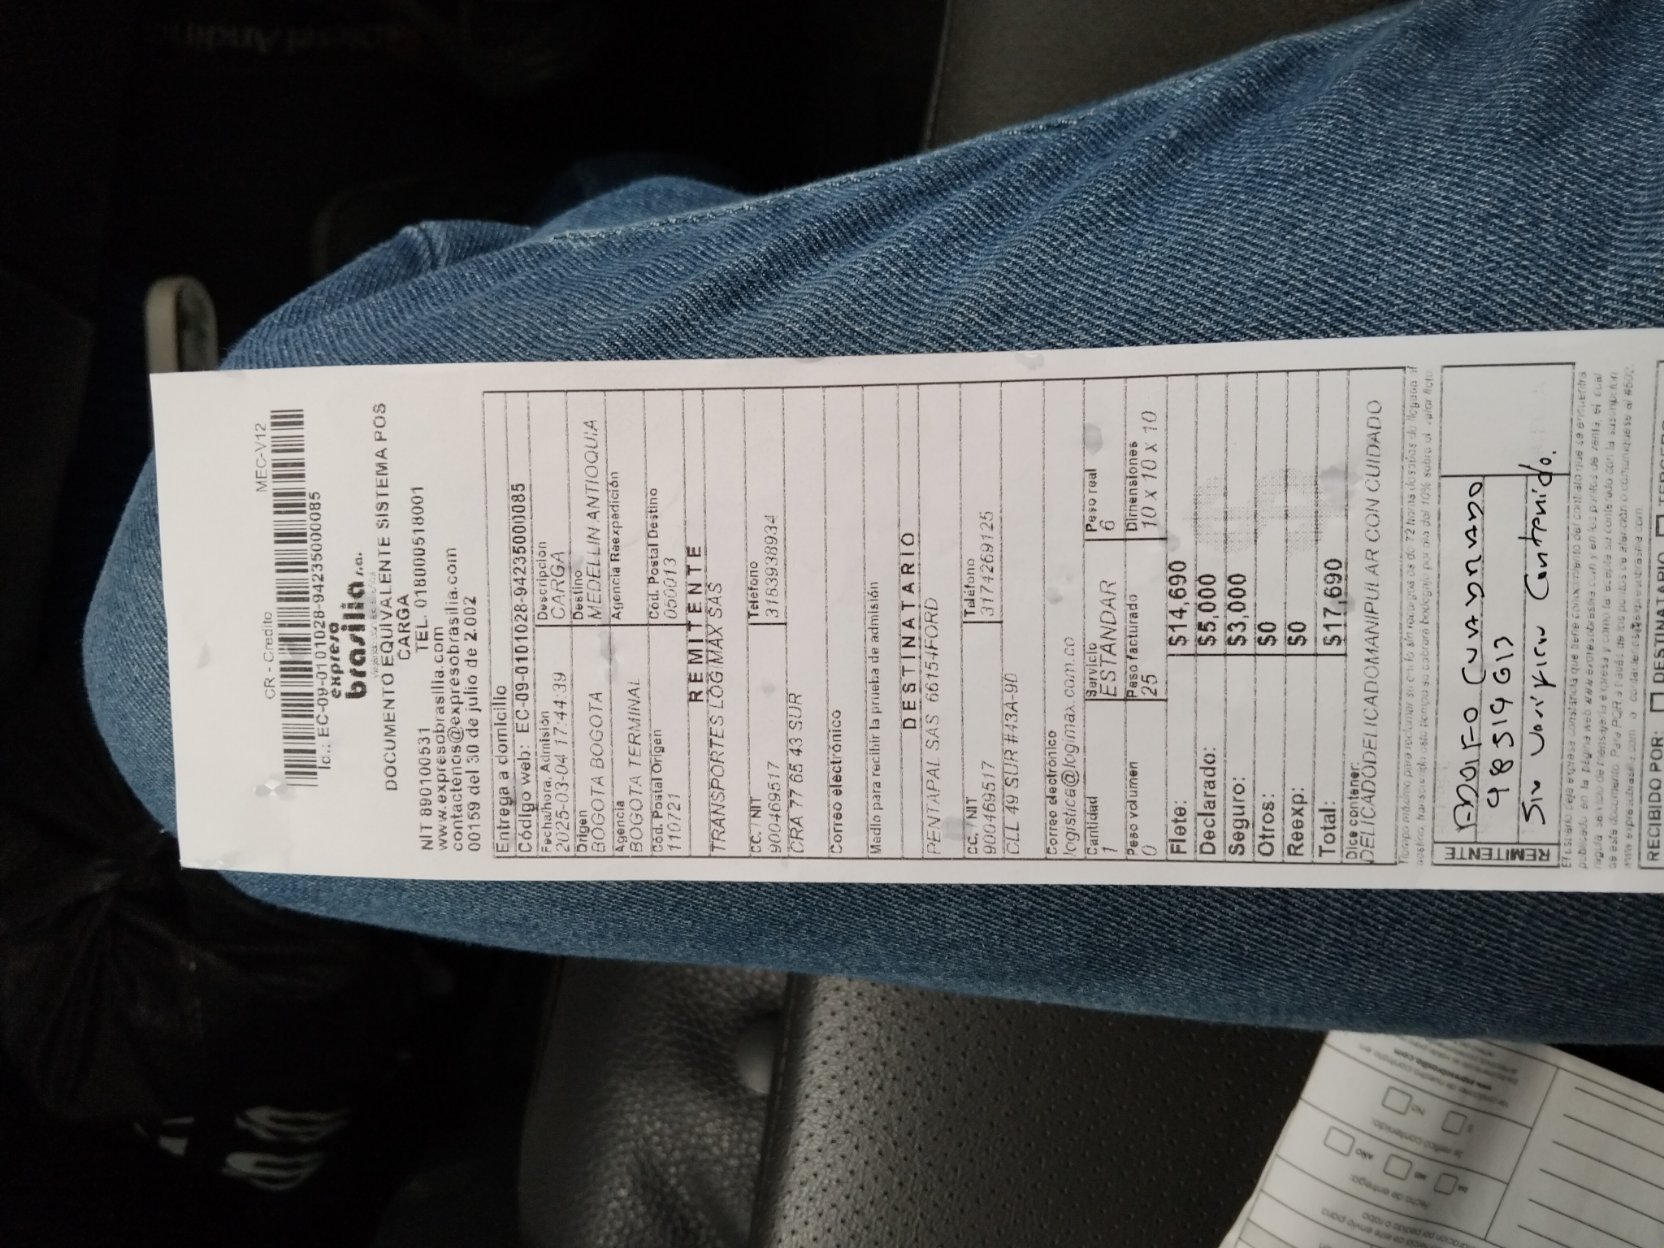 CR - Credito MEC-V12
Ic.: EC-09-0101028-94235000085
expreso
brasilia s.a.
DOCUMENTO EQUIVALENTE SISTEMA POS
CARGA
NIT 890100531 TEL. 018000518001
www.expresobrasilia.com
contactenos@expresobrasilia.com
00159 del 30 de julio de 2.002
Entrega a domicilio
Código web: EC-09-0101028-94235000085
Fecha/hora. Admisión Descripcion
2025-03-04 17:44:39 CARGA
Origen Destino
BOGOTA BOGOTA MEDELLIN ANTIOQUIA
Agencia Agencia Reexpedición
BOGOTA TERMINAL
Cód. Postal Origen Cod. Postal Destino
110721 050013
REMITENTE
TRANSPORTES LOGIMAX SAS
CC. / NIT Teléfono
900469517 3183938934
CRA 77 65 43 SUR
Correo electrónico
Medio para recibir la prueba de admisión
DESTINATARIO
PENTAPAL SAS 66154FORD
CC. / NIT Teléfono
900469517 3174269125
CLL 49 SUR #43A-90
Correo electrónico
logistica@logimax.com.co
Cantidad Servicio Peso real
1 ESTANDAR 6
Peso volumen Peso facturado Dimensiones
0 25 10 x 10 x 10
Flete: $14,690
Declarado: $5,000
Seguro: $3,000
Otros: $0
Reexp: $0
Total: $17,690
Dice contener:
DELICADODELICADOMANIPULAR CON CUIDADO
REMITENTE
Sin verificar Contenido.
RECIBIDO POR: DESTINATARIO TERCERO